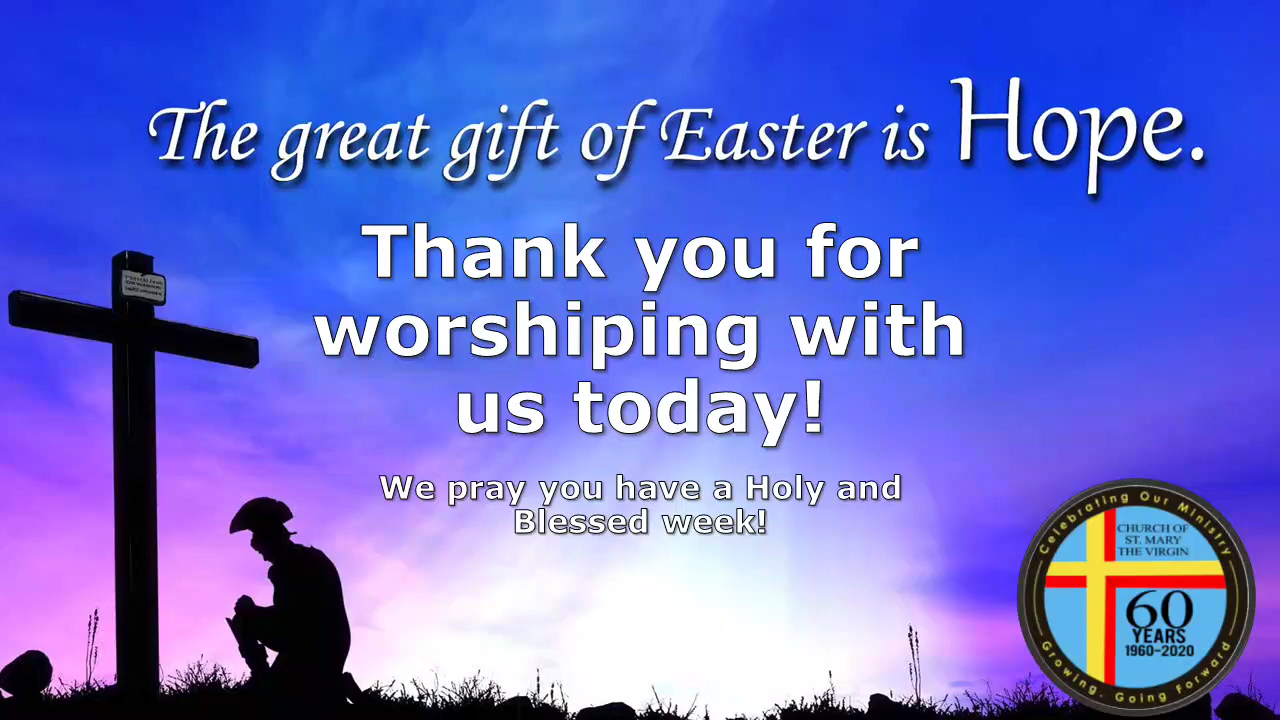 The great gift of Easter is Hope.
Thank you for
worshiping with
us today!
We pray you have a Holy and
Blessed week!
Celebrating Our Ministry
CHURCH OF
ST. MARY
THE VIRGIN
60
YEARS
1960-2020
Growing. Going Forward